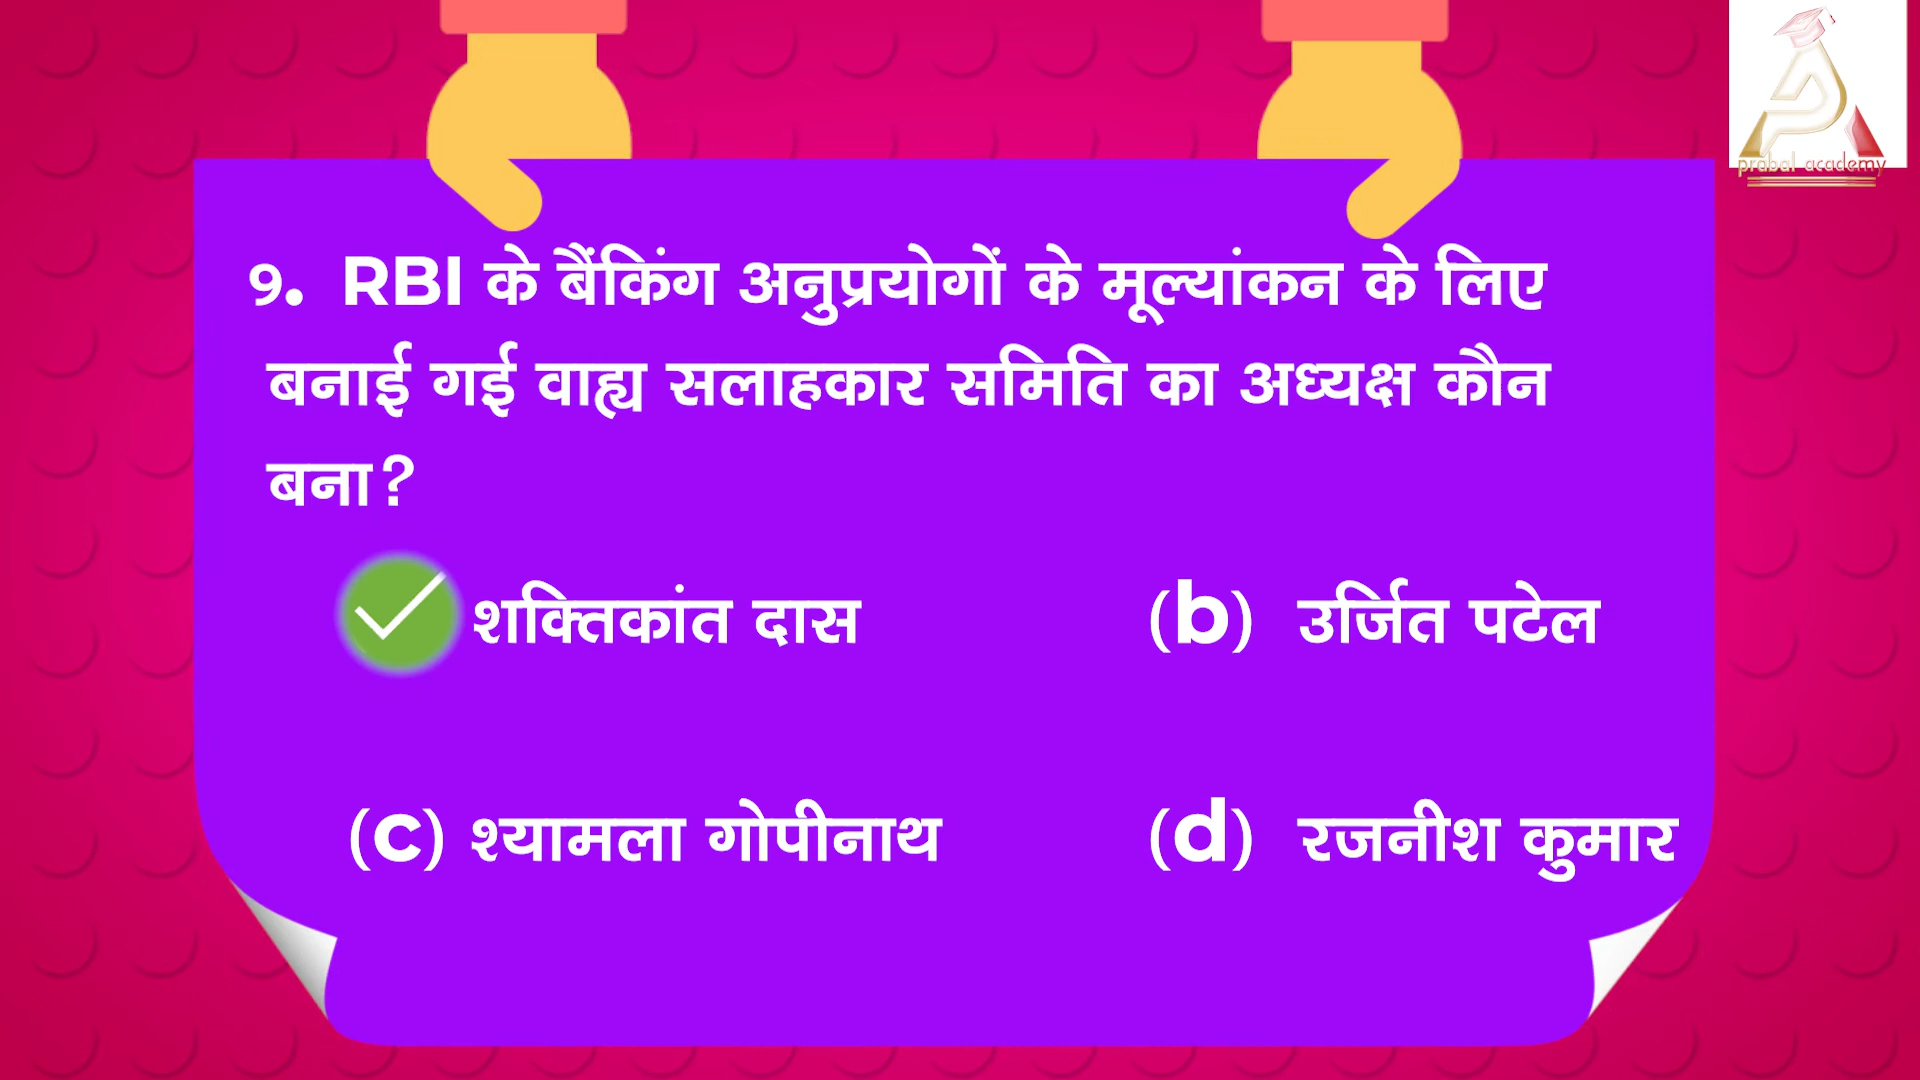 prabal academy
9. RBI के बैंकिंग अनुप्रयोगों के मूल्यांकन के लिए
बनाई गई वाह्य सलाहकार समिति का अध्यक्ष कौन
बना?
शक्तिकांत दास (b) उर्जित पटेल
(c) श्यामला गोपीनाथ (d) रजनीश कुमार